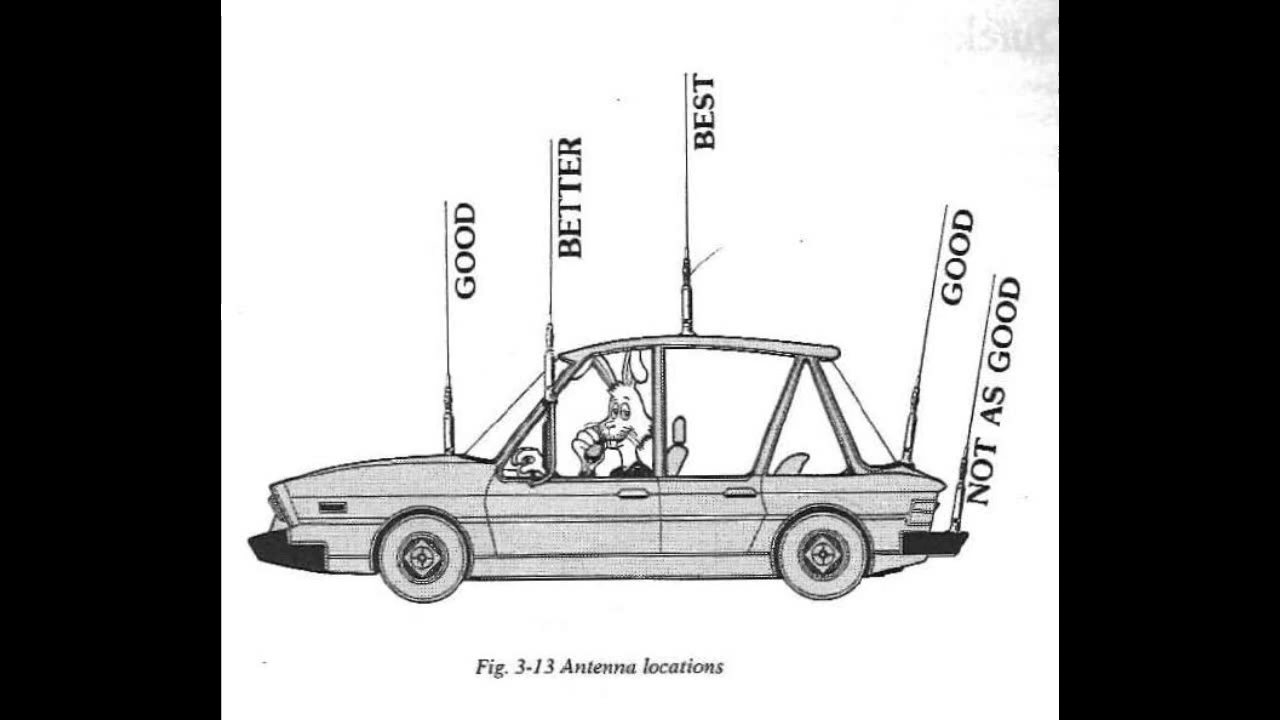 GOOD
BETTER
BEST
GOOD
NOT AS GOOD
Fig. 3-13 Antenna locations